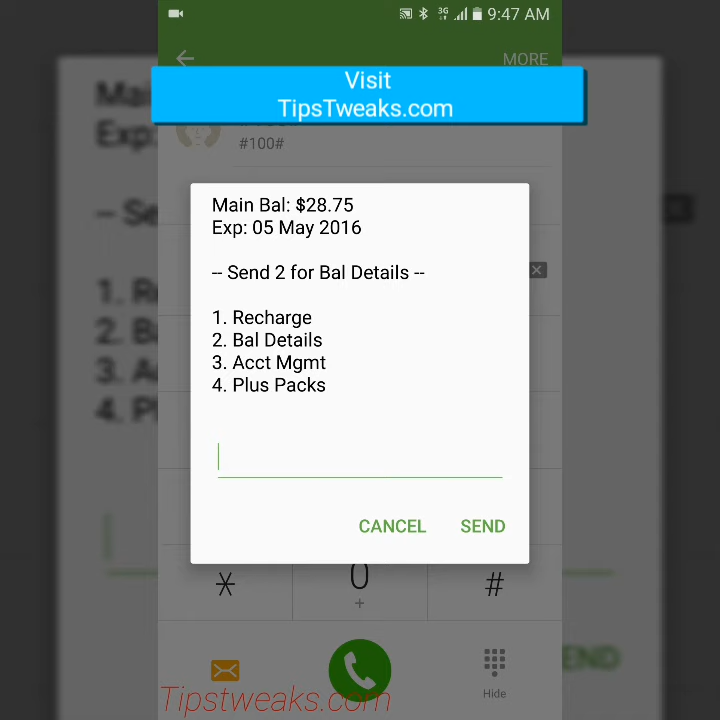 3G 9:47 AM
MORE
Visit
TipsTweaks.com
#100#
Main Bal: $28.75
Exp: 05 May 2016
-- Send 2 for Bal Details --
1. Recharge
2. Bal Details
3. Acct Mgmt
4. Plus Packs
CANCEL SEND
* 0 #
+
Hide
Tipstweaks.com